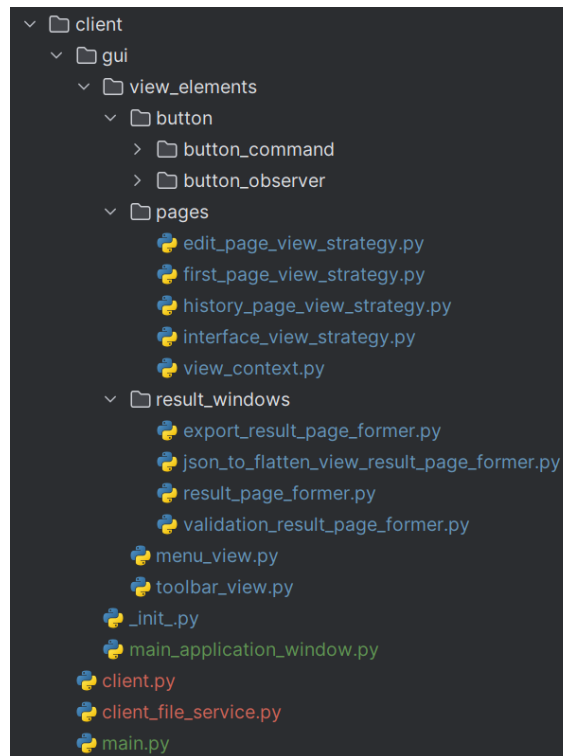 client
gui
view_elements
button
button_command
button_observer
pages
edit_page_view_strategy.py
first_page_view_strategy.py
history_page_view_strategy.py
interface_view_strategy.py
view_context.py
result_windows
export_result_page_former.py
json_to_flatten_view_result_page_former.py
result_page_former.py
validation_result_page_former.py
menu_view.py
toolbar_view.py
_init_.py
main_application_window.py
client.py
client_file_service.py
main.py